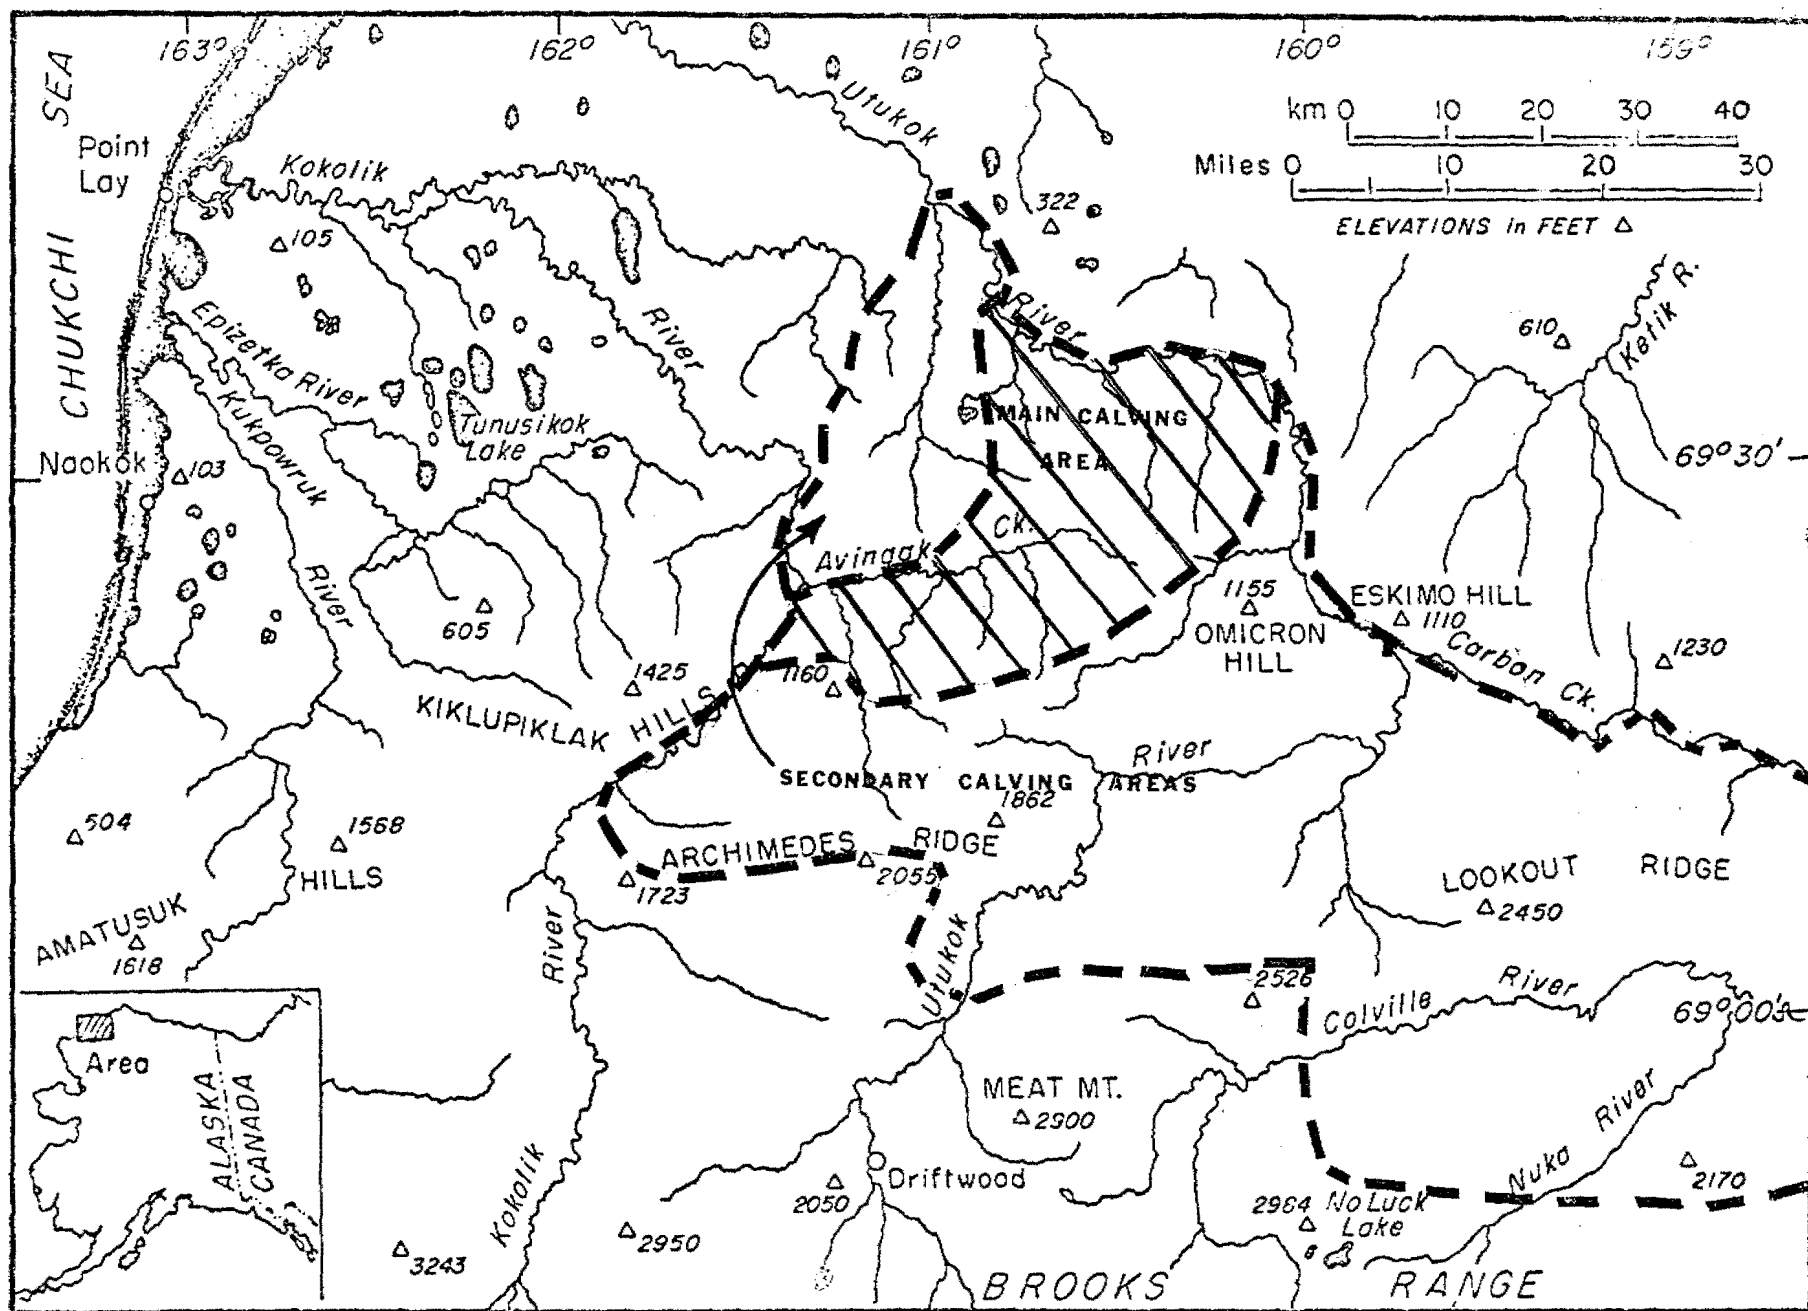 163° 162° 161° 160° 159°
SEA
CHUKCHI
km 0 10 20 30 40
Miles 0 10 20 30
ELEVATIONS in FEET △
Point
Lay
Kokolik
Utukok
322
105
River
River
Epizetka River
Kukpowruk
610
Ketik R.
Tunusikok
Lake
MAIN CALVING
AREA
69°30'
Naokok
103
Avingak Ck.
River
605
1155
OMICRON
HILL
ESKIMO HILL
1110
Carbon Ck.
1230
1425
1160
KIKLUPIKLAK HILLS
River
SECONDARY CALVING AREAS
1862
504
1568
ARCHIMEDES RIDGE
2055
1723
AMATUSUK HILLS
1618
LOOKOUT RIDGE
2450
River
Utukok
2526
Colville River
69°00'
Area
ALASKA
CANADA
MEAT MT.
2900
Nuka River
Driftwood
2050
2170
2964
No Luck
Lake
Kokolik
2950
3243
BROOKS RANGE